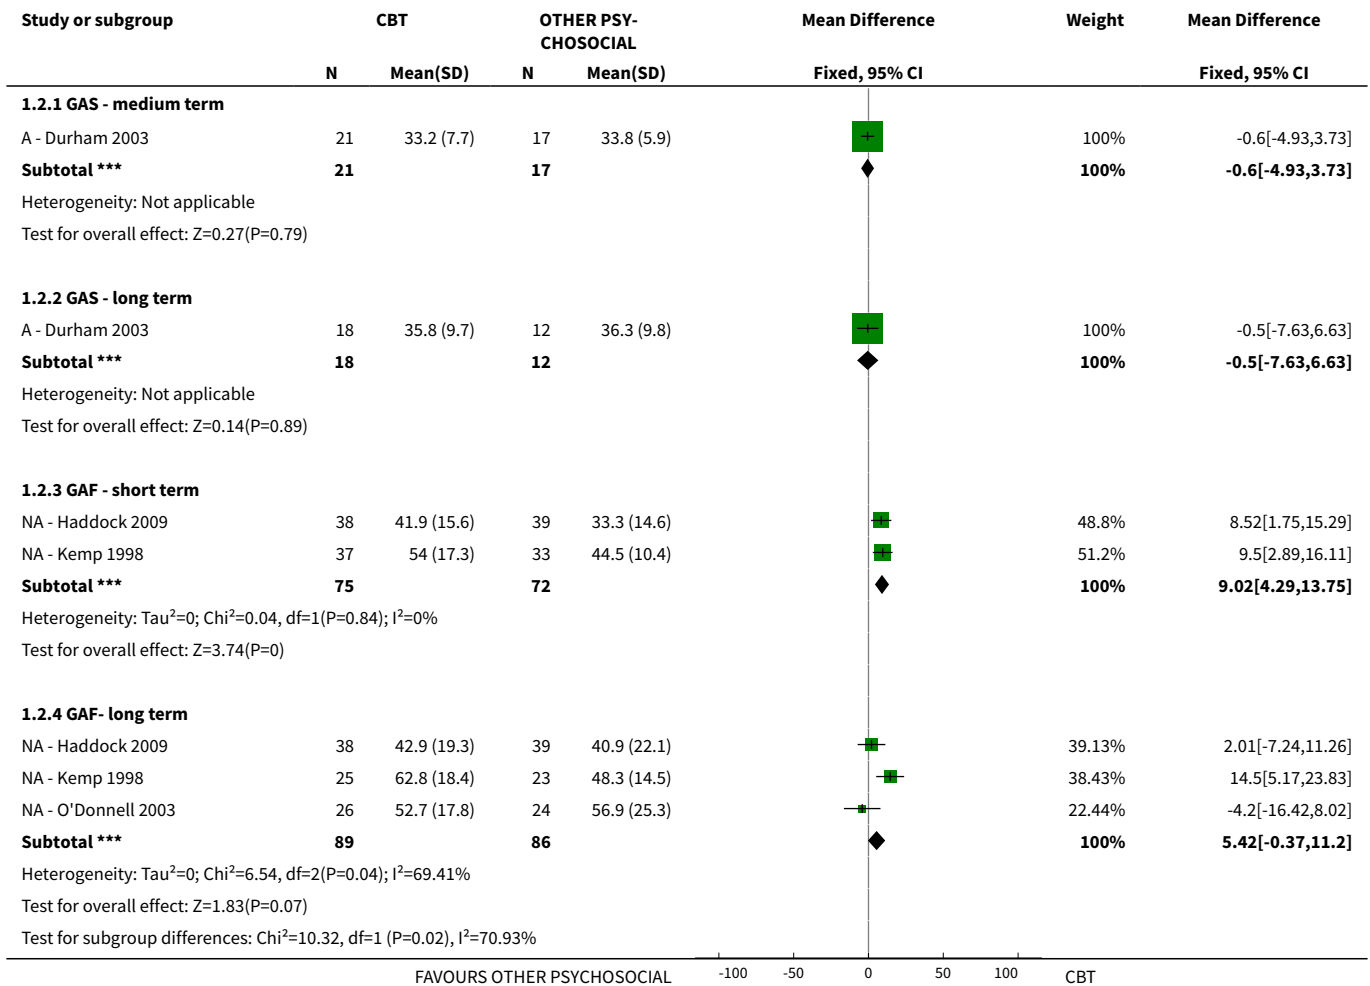 Study or subgroup CBT OTHER PSY- Mean Difference Weight Mean Difference
CHOSOCIAL
N Mean(SD) N Mean(SD) Fixed, 95% CI Fixed, 95% CI
1.2.1 GAS - medium term
A - Durham 2003 21 33.2 (7.7) 17 33.8 (5.9) 100% -0.6[-4.93,3.73]
Subtotal *** 21 17 100% -0.6[-4.93,3.73]
Heterogeneity: Not applicable
Test for overall effect: Z=0.27(P=0.79)
1.2.2 GAS - long term
A - Durham 2003 18 35.8 (9.7) 12 36.3 (9.8) 100% -0.5[-7.63,6.63]
Subtotal *** 18 12 100% -0.5[-7.63,6.63]
Heterogeneity: Not applicable
Test for overall effect: Z=0.14(P=0.89)
1.2.3 GAF - short term
NA - Haddock 2009 38 41.9 (15.6) 39 33.3 (14.6) 48.8% 8.52[1.75,15.29]
NA - Kemp 1998 37 54 (17.3) 33 44.5 (10.4) 51.2% 9.5[2.89,16.11]
Subtotal *** 75 72 100% 9.02[4.29,13.75]
Heterogeneity: Tau²=0; Chi²=0.04, df=1(P=0.84); I²=0%
Test for overall effect: Z=3.74(P=0)
1.2.4 GAF- long term
NA - Haddock 2009 38 42.9 (19.3) 39 40.9 (22.1) 39.13% 2.01[-7.24,11.26]
NA - Kemp 1998 25 62.8 (18.4) 23 48.3 (14.5) 38.43% 14.5[5.17,23.83]
NA - O'Donnell 2003 26 52.7 (17.8) 24 56.9 (25.3) 22.44% -4.2[-16.42,8.02]
Subtotal *** 89 86 100% 5.42[-0.37,11.2]
Heterogeneity: Tau²=0; Chi²=6.54, df=2(P=0.04); I²=69.41%
Test for overall effect: Z=1.83(P=0.07)
Test for subgroup differences: Chi²=10.32, df=1 (P=0.02), I²=70.93%
FAVOURS OTHER PSYCHOSOCIAL -100 -50 0 50 100 CBT